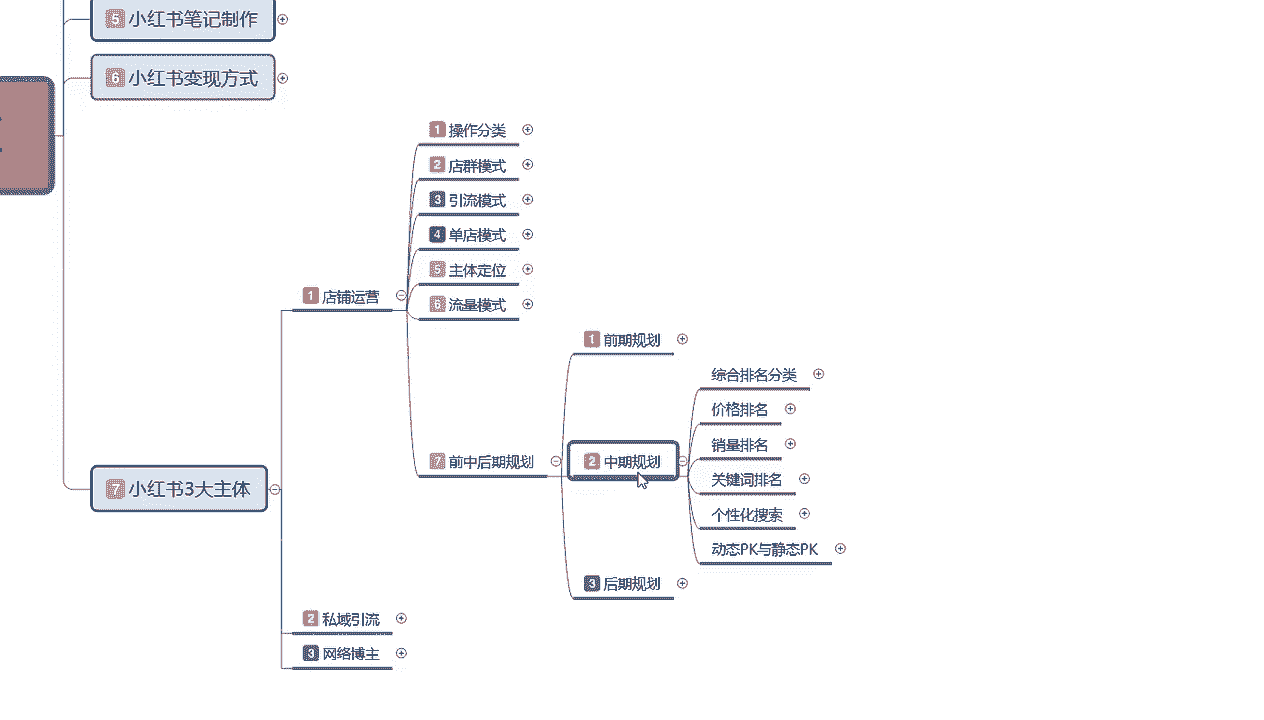 5 小红书笔记制作
6 小红书变现方式
7 小红书3大主体
1 店铺运营
1 操作分类
2 店群模式
3 引流模式
4 单店模式
5 主体定位
6 流量模式
7 前中后期规划
1 前期规划
2 中期规划
综合排名分类
价格排名
销量排名
关键词排名
个性化搜索
动态PK与静态PK
3 后期规划
2 私域引流
3 网络博主